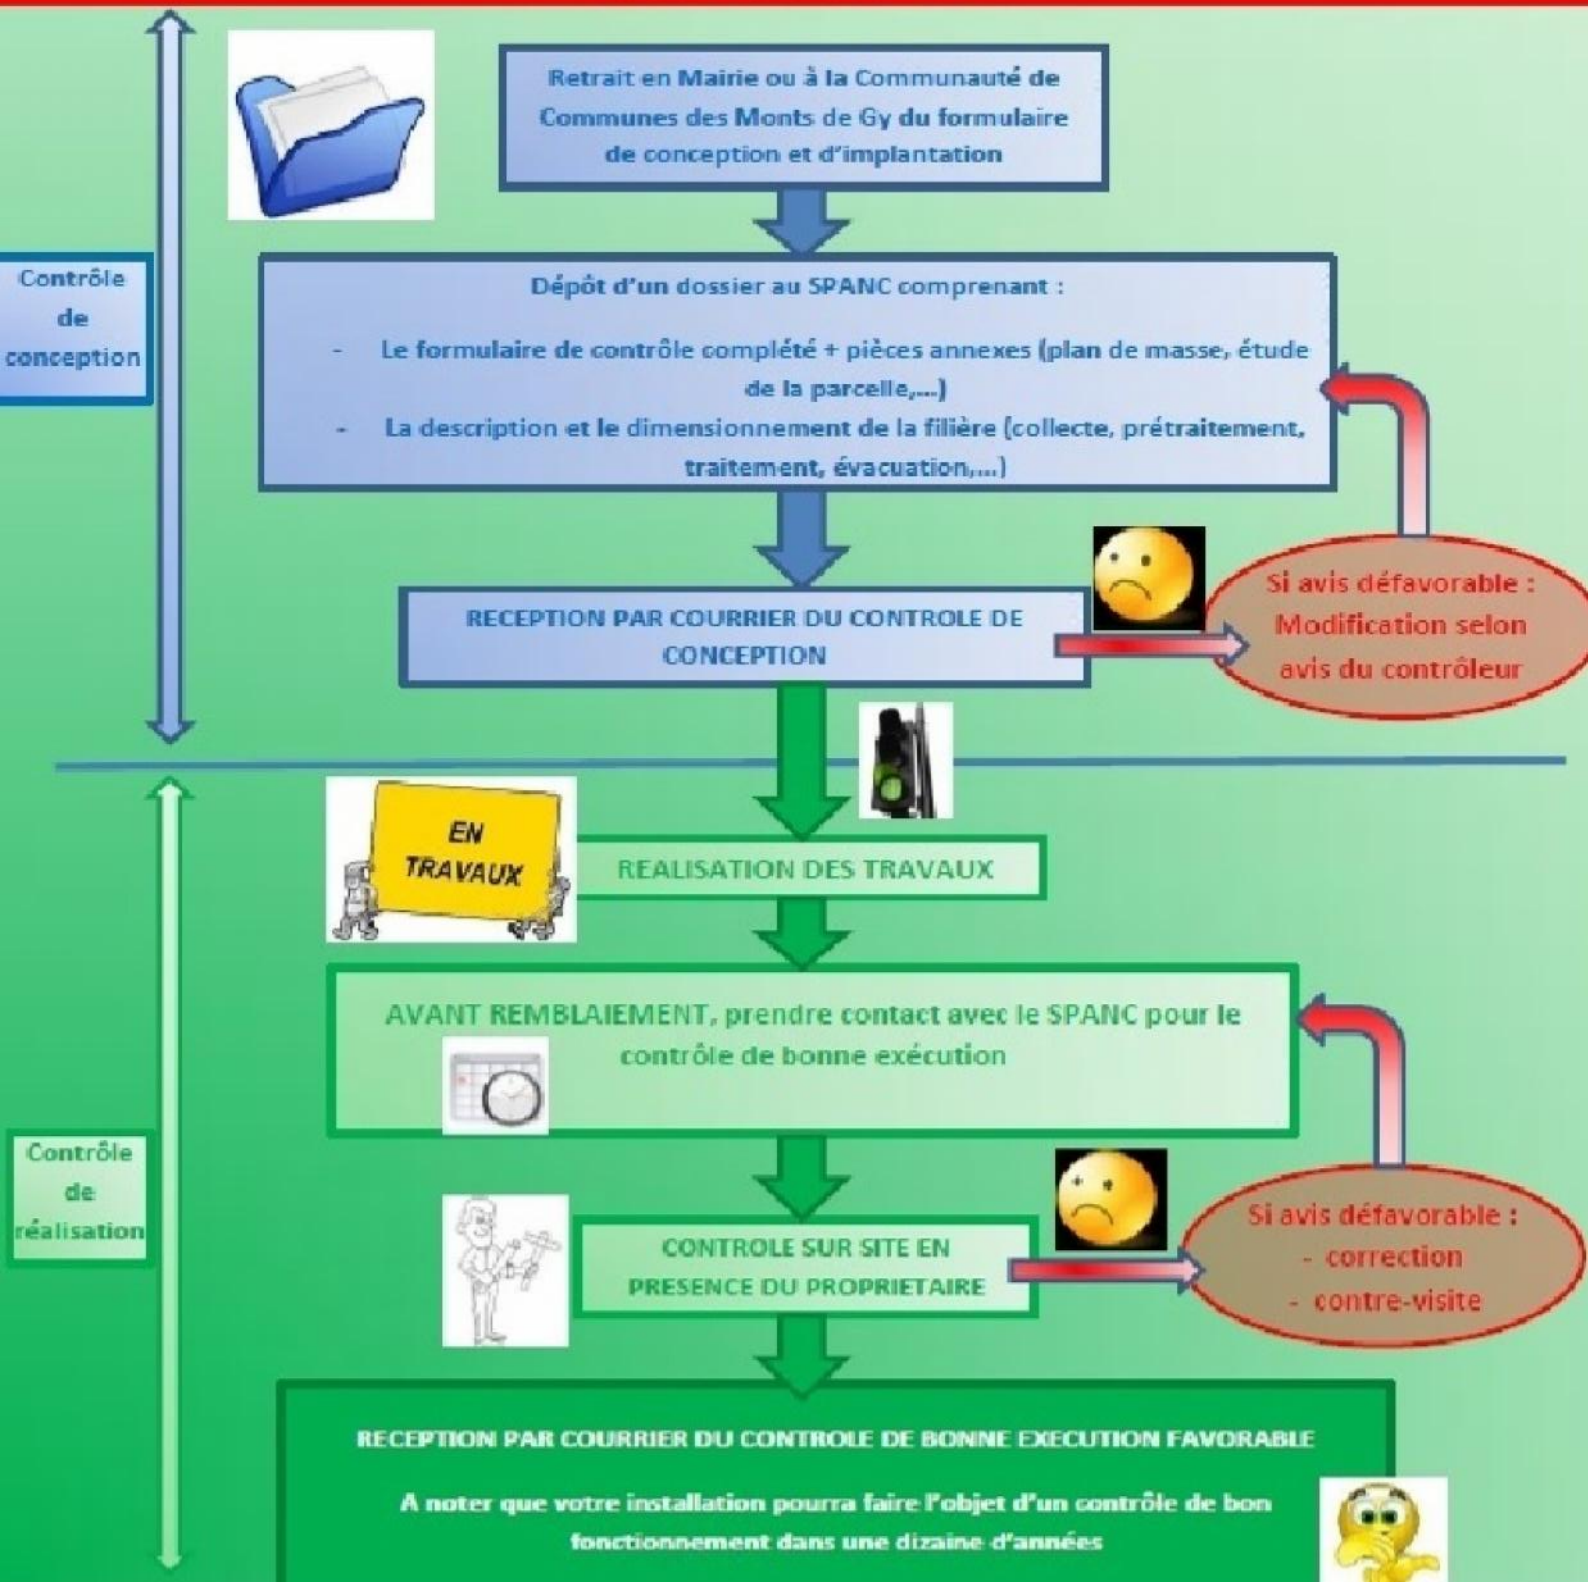 Retrait en Mairie ou à la Communauté de
Communes des Monts de Gy du formulaire
de conception et d'implantation
Contrôle
de
conception
Dépôt d'un dossier au SPANC comprenant :
- Le formulaire de contrôle complété + pièces annexes (plan de masse, étude
de la parcelle,...)
- La description et le dimensionnement de la filière (collecte, prétraitement,
traitement, évacuation,...)
RECEPTION PAR COURRIER DU CONTROLE DE
CONCEPTION
Si avis défavorable :
Modification selon
avis du contrôleur
EN
TRAVAUX
REALISATION DES TRAVAUX
AVANT REMBLAIEMENT, prendre contact avec le SPANC pour le
contrôle de bonne exécution
Contrôle
de
réalisation
CONTROLE SUR SITE EN
PRESENCE DU PROPRIETAIRE
Si avis défavorable :
- correction
- contre-visite
RECEPTION PAR COURRIER DU CONTROLE DE BONNE EXECUTION FAVORABLE
A noter que votre installation pourra faire l'objet d'un contrôle de bon
fonctionnement dans une dizaine d'années